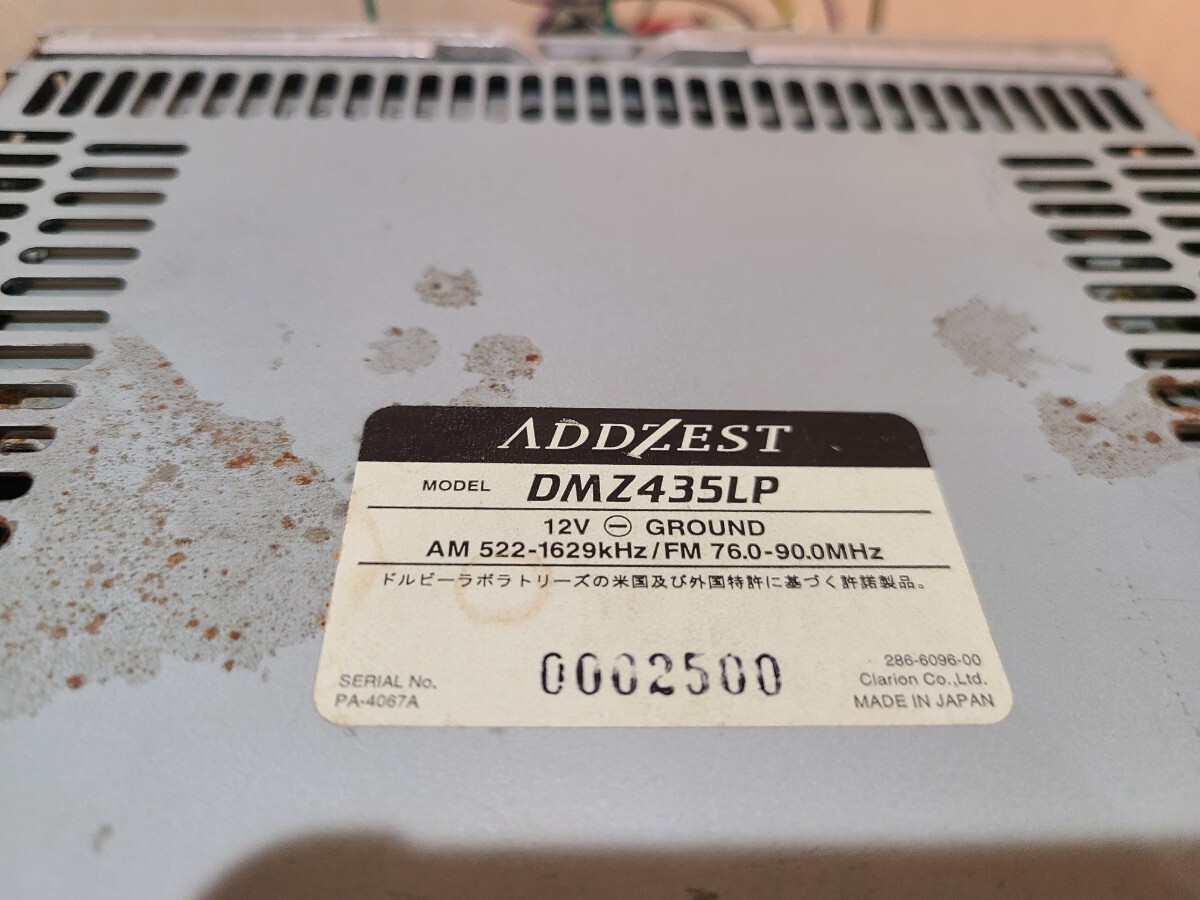 ADDZEST
MODEL DMZ435LP
12V ⊖ GROUND
AM 522-1629kHz/FM 76.0-90.0MHz
ドルビーラボラトリーズの米国及び外国特許に基づく許諾製品。
0002500
SERIAL No.
PA-4067A
286-6096-00
Clarion Co.,Ltd.
MADE IN JAPAN